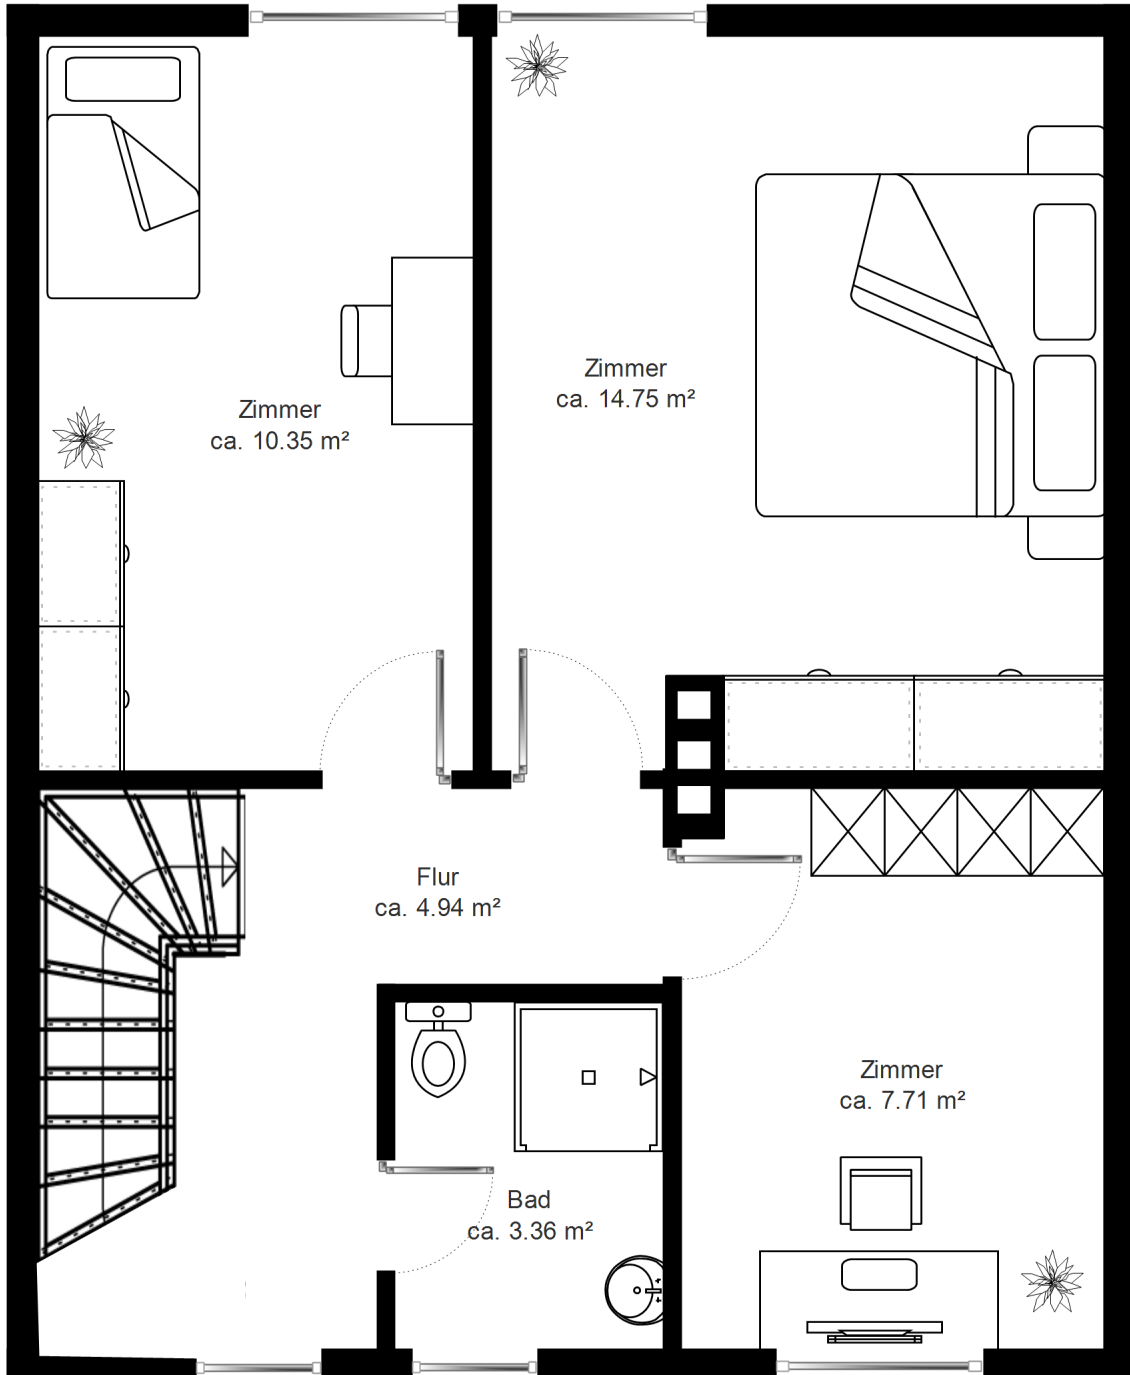 Zimmer
ca. 10.35 m²
Zimmer
ca. 14.75 m²
Flur
ca. 4.94 m²
Zimmer
ca. 7.71 m²
Bad
ca. 3.36 m²